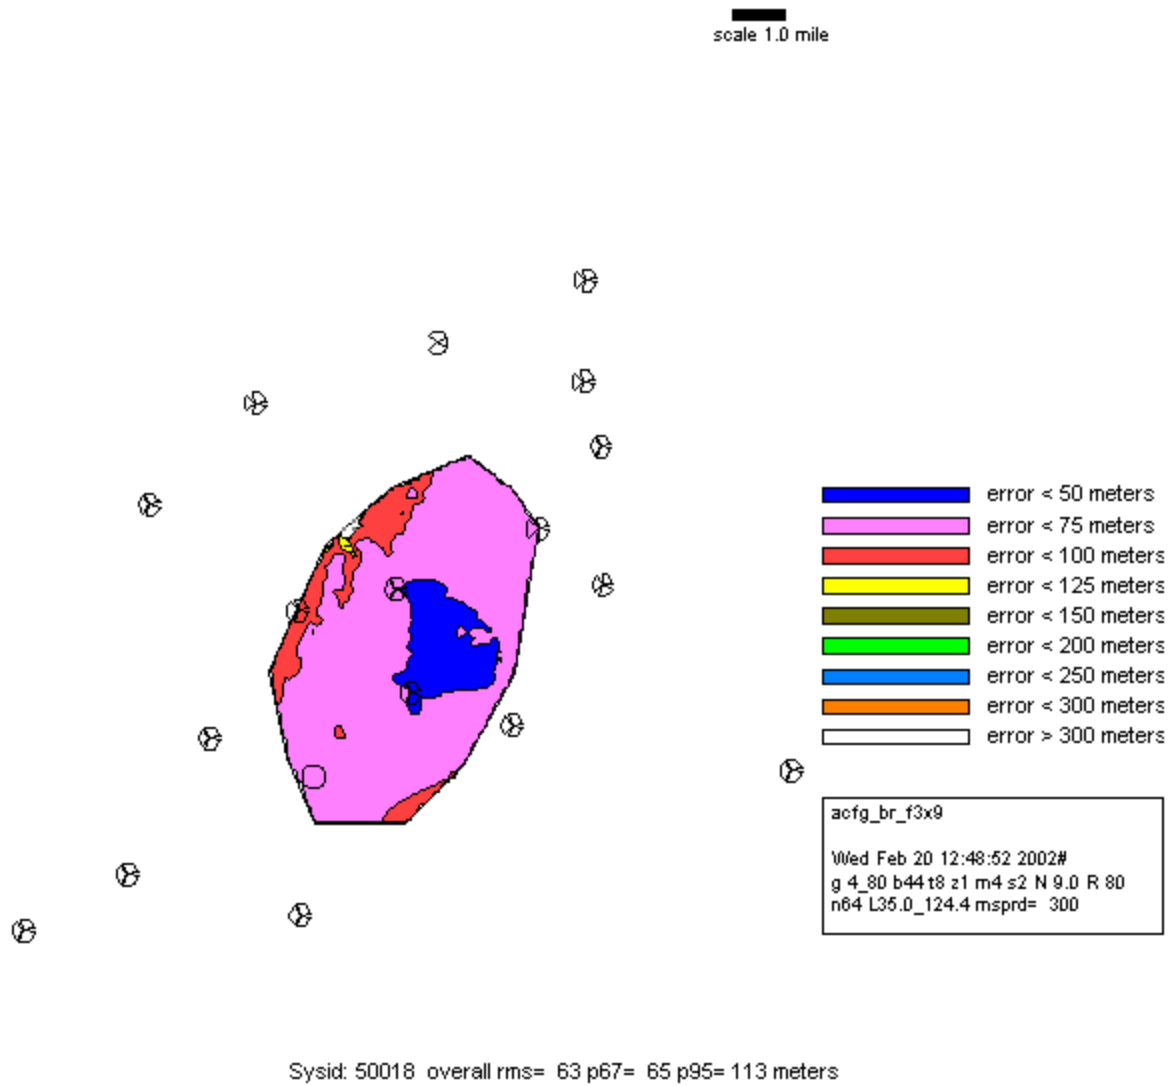 scale 1.0 mile
error < 50 meters
error < 75 meters
error < 100 meters
error < 125 meters
error < 150 meters
error < 200 meters
error < 250 meters
error < 300 meters
error > 300 meters
acfg_br_f3x9
Wed Feb 20 12:48:52 2002#
g 4_80 b44 t8 z1 m4 s2 N 9.0 R 80
n64 L35.0_124.4 msprd= 300
Sysid: 50018 overall rms= 63 p67= 65 p95= 113 meters